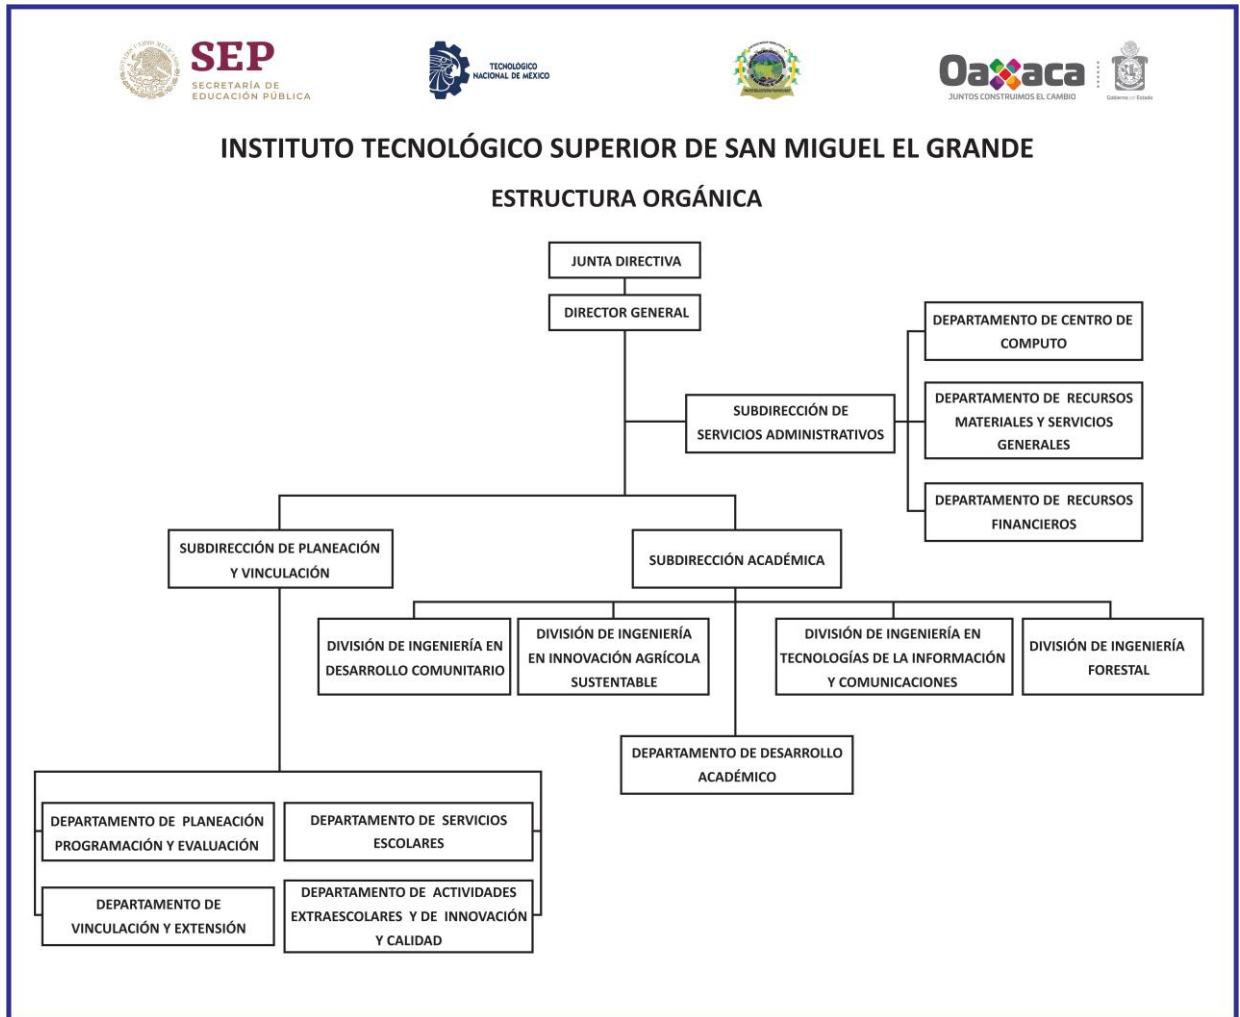 SEP
SECRETARÍA DE
EDUCACIÓN PÚBLICA
TECNOLÓGICO
NACIONAL DE MÉXICO
Oaxaca
JUNTOS CONSTRUIMOS EL CAMBIO
Gobierno del Estado
INSTITUTO TECNOLÓGICO SUPERIOR DE SAN MIGUEL EL GRANDE
ESTRUCTURA ORGÁNICA
JUNTA DIRECTIVA
DIRECTOR GENERAL
DEPARTAMENTO DE CENTRO DE
COMPUTO
SUBDIRECCIÓN DE
SERVICIOS ADMINISTRATIVOS
DEPARTAMENTO DE RECURSOS
MATERIALES Y SERVICIOS
GENERALES
DEPARTAMENTO DE RECURSOS
FINANCIEROS
SUBDIRECCIÓN DE PLANEACIÓN
Y VINCULACIÓN
SUBDIRECCIÓN ACADÉMICA
DIVISIÓN DE INGENIERÍA EN
DESARROLLO COMUNITARIO
DIVISIÓN DE INGENIERÍA
EN INNOVACIÓN AGRÍCOLA
SUSTENTABLE
DIVISIÓN DE INGENIERÍA EN
TECNOLOGÍAS DE LA INFORMACIÓN
Y COMUNICACIONES
DIVISIÓN DE INGENIERÍA
FORESTAL
DEPARTAMENTO DE DESARROLLO
ACADÉMICO
DEPARTAMENTO DE PLANEACIÓN
PROGRAMACIÓN Y EVALUACIÓN
DEPARTAMENTO DE SERVICIOS
ESCOLARES
DEPARTAMENTO DE
VINCULACIÓN Y EXTENSIÓN
DEPARTAMENTO DE ACTIVIDADES
EXTRAESCOLARES Y DE INNOVACIÓN
Y CALIDAD